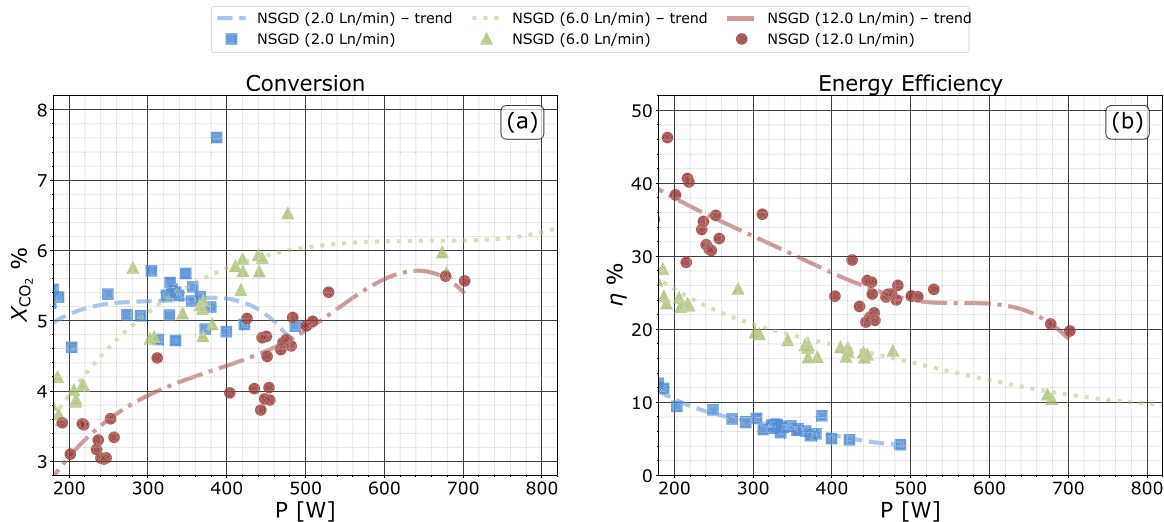 NSGD (2.0 Ln/min) – trend NSGD (6.0 Ln/min) – trend NSGD (12.0 Ln/min) – trend
NSGD (2.0 Ln/min) NSGD (6.0 Ln/min) NSGD (12.0 Ln/min)
Conversion
(a)
X_CO₂ %
8
7
6
5
4
3
200 300 400 500 600 700 800
P [W]
Energy Efficiency
(b)
η %
50
40
30
20
10
0
200 300 400 500 600 700 800
P [W]